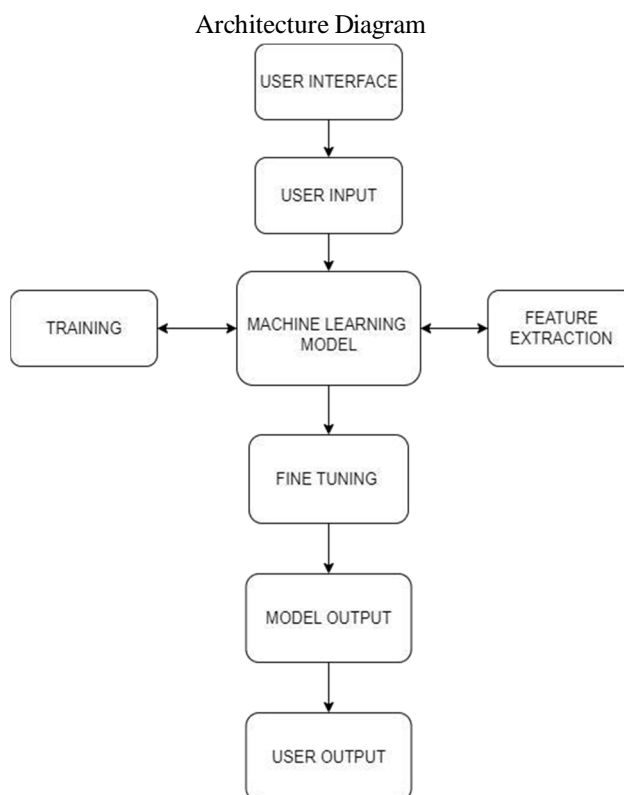 Architecture Diagram
USER INTERFACE
USER INPUT
TRAINING
MACHINE LEARNING
MODEL
FEATURE
EXTRACTION
FINE TUNING
MODEL OUTPUT
USER OUTPUT